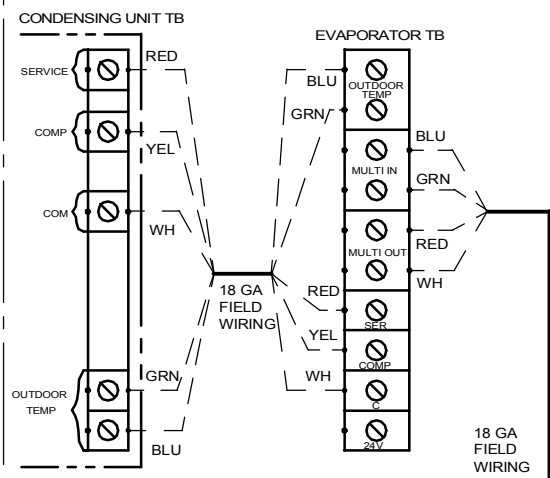 CONDENSING UNIT TB
SERVICE
RED
COMP
YEL
COM
WH
OUTDOOR
TEMP
GRN
BLU
18 GA
FIELD
WIRING
EVAPORATOR TB
BLU
OUTDOOR
TEMP
GRN
MULTI IN
BLU
GRN
MULTI OUT
RED
WH
RED
SER
YEL
COMP
WH
C
24V
18 GA
FIELD
WIRING